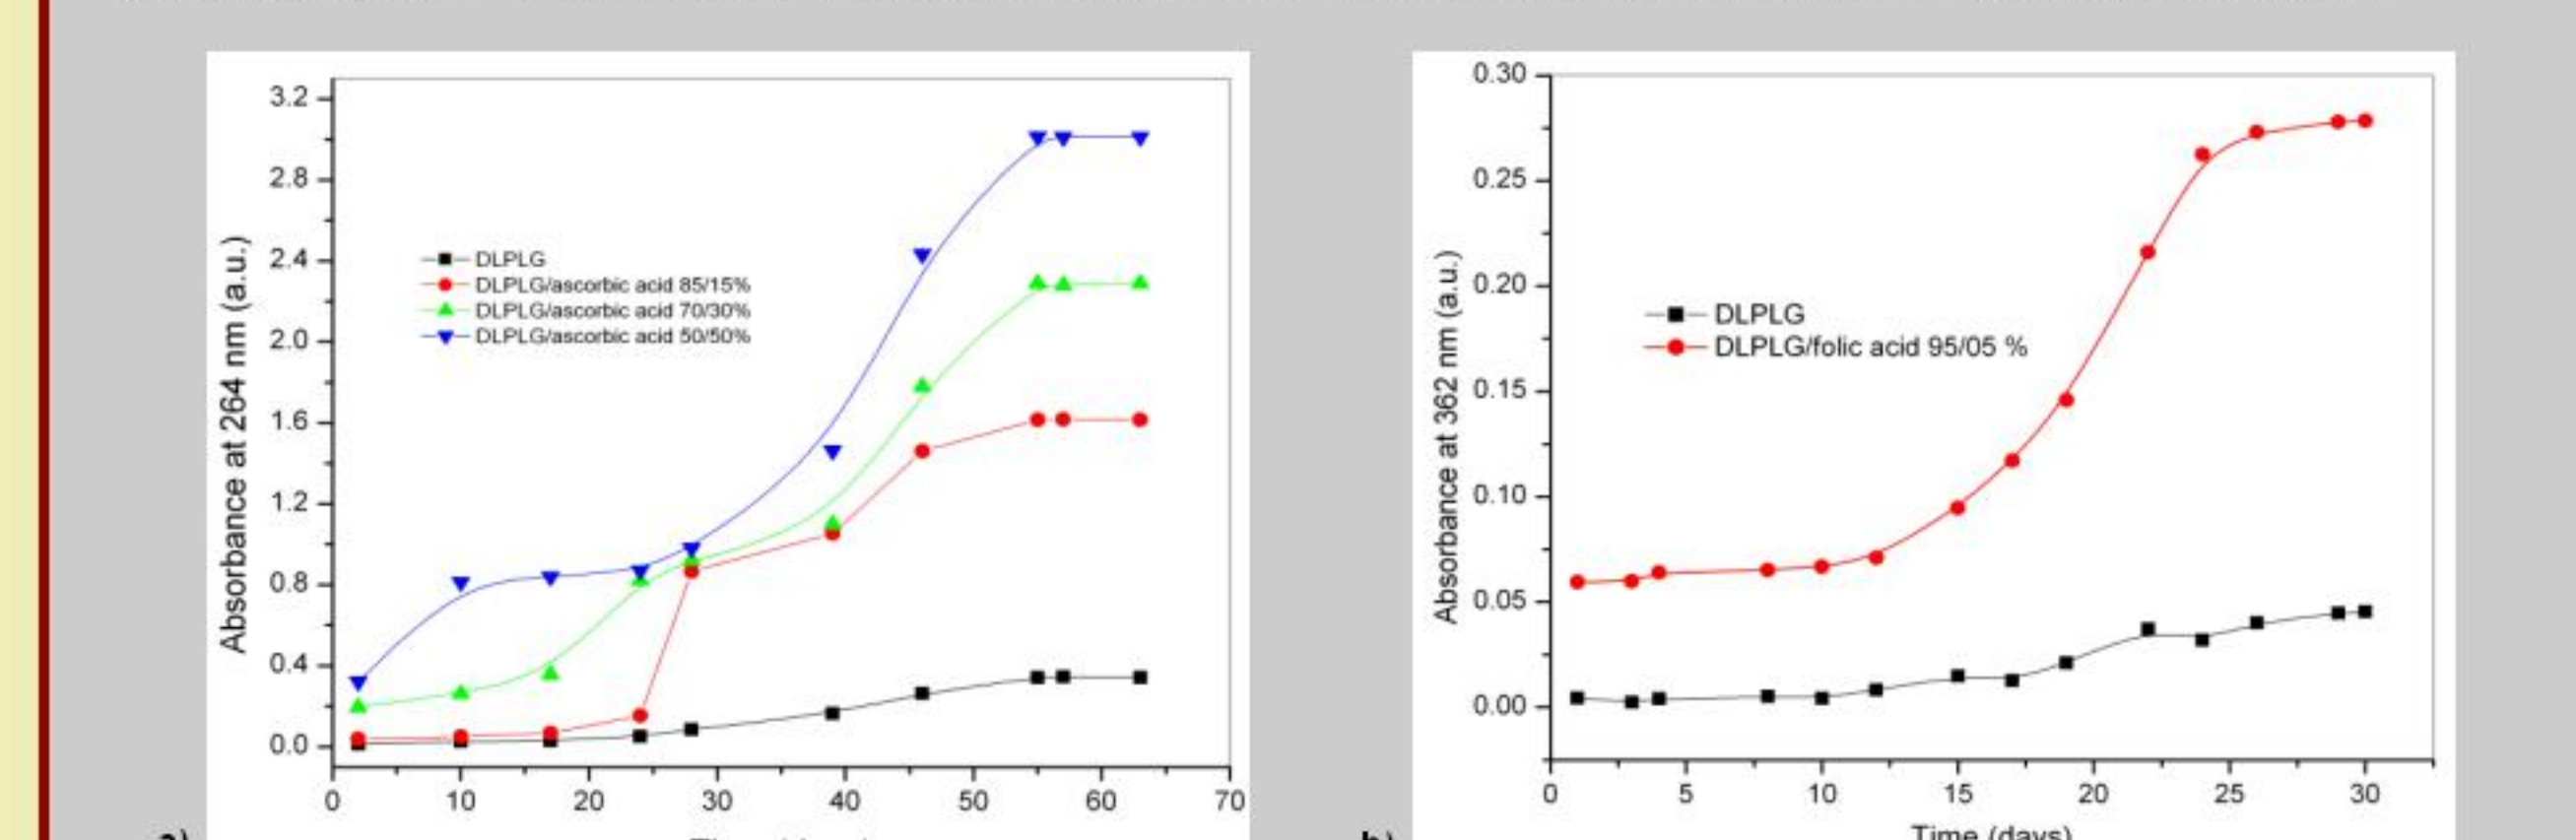 3.2
2.8
2.4
2.0
1.6
1.2
0.8
0.4
0.0
Absorbance at 264 nm (a.u.)
DLPLG
DLPLG/ascorbic acid 85/15%
DLPLG/ascorbic acid 70/30%
DLPLG/ascorbic acid 50/50%
0 10 20 30 40 50 60 70
a)
0.30
0.25
0.20
0.15
0.10
0.05
0.00
Absorbance at 362 nm (a.u.)
DLPLG
DLPLG/folic acid 95/05 %
0 5 10 15 20 25 30
Time (days)
b)